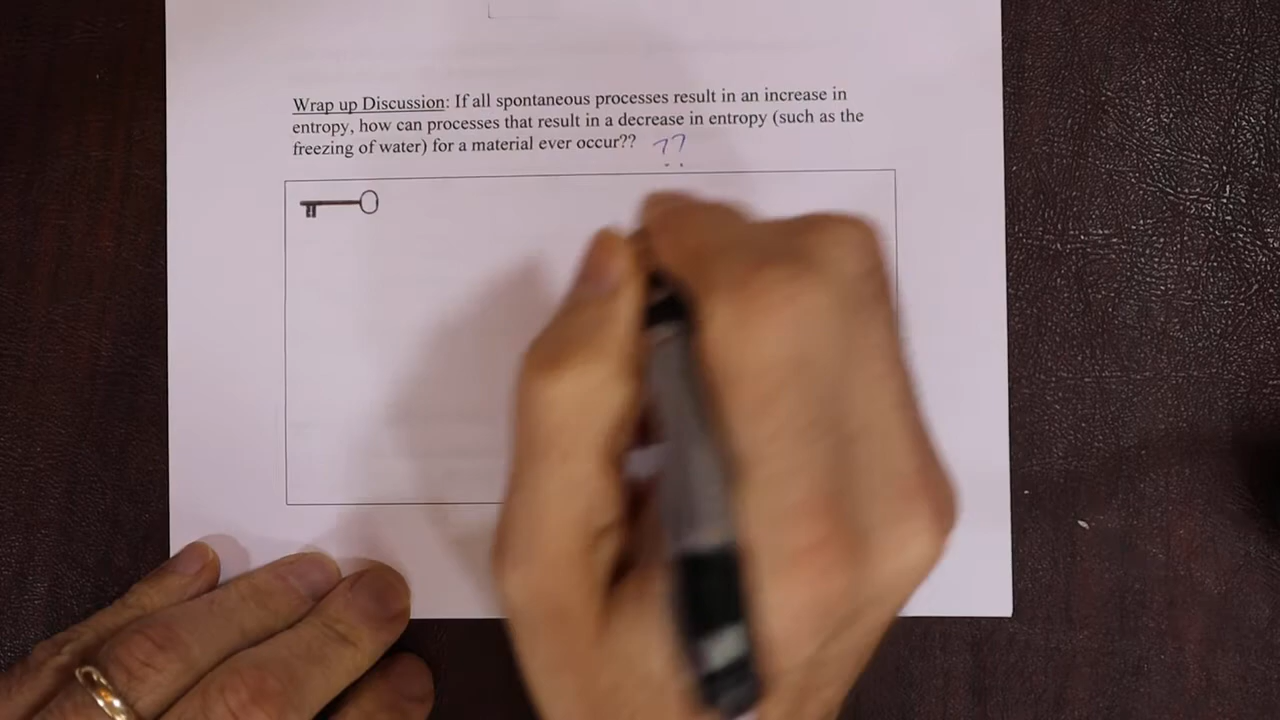 Wrap up Discussion: If all spontaneous processes result in an increase in
entropy, how can processes that result in a decrease in entropy (such as the
freezing of water) for a material ever occur?? ??